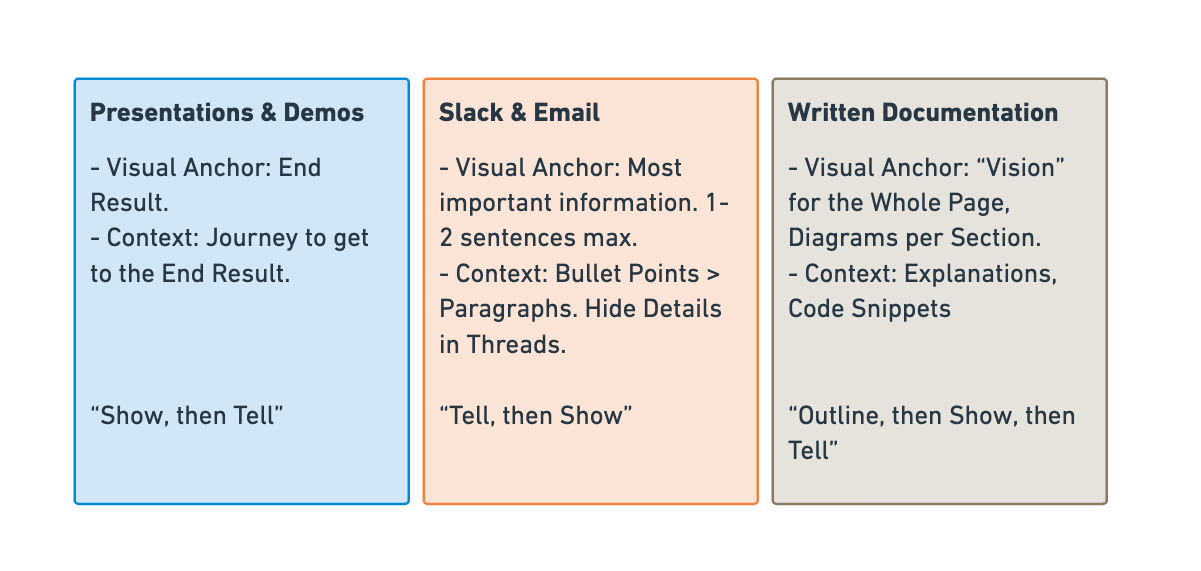 Presentations & Demos
- Visual Anchor: End
Result.
- Context: Journey to get
to the End Result.
“Show, then Tell”
Slack & Email
- Visual Anchor: Most
important information. 1-
2 sentences max.
- Context: Bullet Points >
Paragraphs. Hide Details
in Threads.
“Tell, then Show”
Written Documentation
- Visual Anchor: “Vision”
for the Whole Page,
Diagrams per Section.
- Context: Explanations,
Code Snippets
“Outline, then Show, then
Tell”